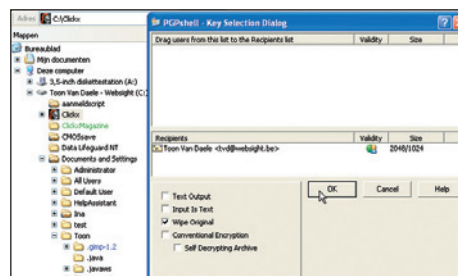 Adres C:\Clickx
Mappen
Bureaublad
Mijn documenten
Deze computer
3,5-inch diskettestation (A:)
Toon Van Daele - Websight (C:)
aanmeldscript
Clickx
ClickxMagazine
CMOSsave
Data Lifeguard NT
Documents and Settings
Administrator
All Users
Default User
HelpAssistant
Ina
test
Toon
.gimp-1.2
.java
.javaws
PGPshell - Key Selection Dialog
Drag users from this list to the Recipients list Validity Size
Recipients Validity Size
Toon Van Daele <tvd@websight.be> 2048/1024
Text Output
Input Is Text
Wipe Original
Conventional Encryption
Self Decrypting Archive
OK Cancel Help